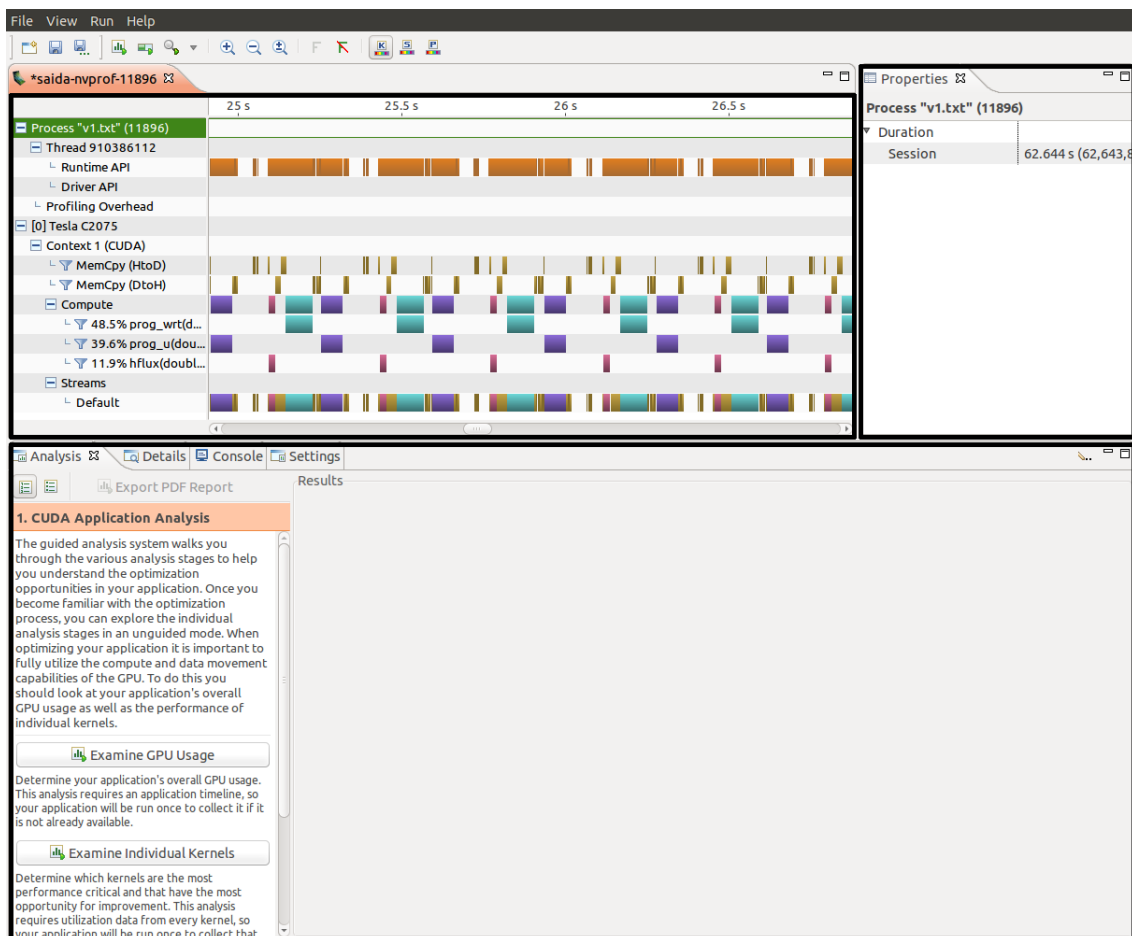 File View Run Help
F
K S P
*saida-nvprof-11896
25 s 25.5 s 26 s 26.5 s
Process "v1.txt" (11896)
Thread 910386112
Runtime API
Driver API
Profiling Overhead
[0] Tesla C2075
Context 1 (CUDA)
MemCpy (HtoD)
MemCpy (DtoH)
Compute
48.5% prog_wrt(d...
39.6% prog_u(dou...
11.9% hflux(doubl...
Streams
Default
Properties
Process "v1.txt" (11896)
Duration
Session 62.644 s (62,643,8
Analysis Details Console Settings
Export PDF Report
Results
1. CUDA Application Analysis
The guided analysis system walks you
through the various analysis stages to help
you understand the optimization
opportunities in your application. Once you
become familiar with the optimization
process, you can explore the individual
analysis stages in an unguided mode. When
optimizing your application it is important to
fully utilize the compute and data movement
capabilities of the GPU. To do this you
should look at your application's overall
GPU usage as well as the performance of
individual kernels.
Examine GPU Usage
Determine your application's overall GPU usage.
This analysis requires an application timeline, so
your application will be run once to collect it if it
is not already available.
Examine Individual Kernels
Determine which kernels are the most
performance critical and that have the most
opportunity for improvement. This analysis
requires utilization data from every kernel, so
your application will be run once to collect that